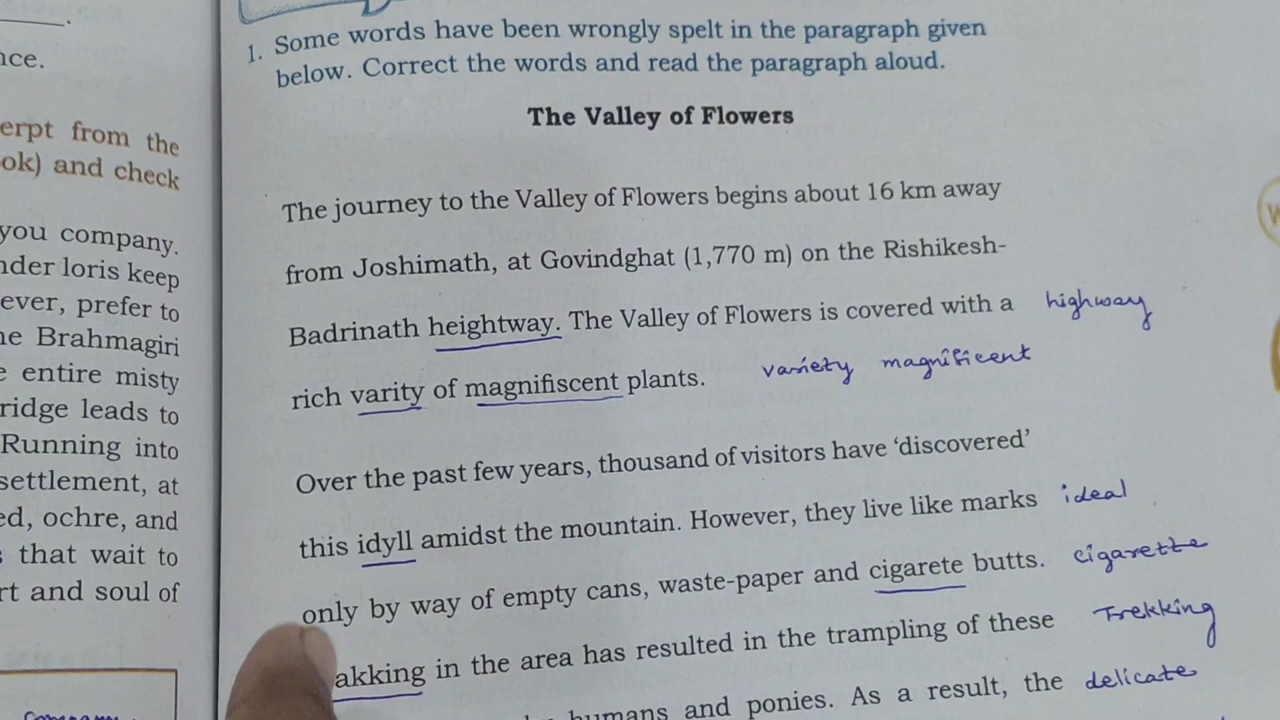 nce.
erpt from the
ok) and check
you company.
nder loris keep
ever, prefer to
ne Brahmagiri
e entire misty
ridge leads to
Running into
settlement, at
ed, ochre, and
s that wait to
rt and soul of
1. Some words have been wrongly spelt in the paragraph given
below. Correct the words and read the paragraph aloud.
The Valley of Flowers
The journey to the Valley of Flowers begins about 16 km away
from Joshimath, at Govindghat (1,770 m) on the Rishikesh-
Badrinath heightway. The Valley of Flowers is covered with a highway
rich varity of magnifiscent plants. variety magnificent
Over the past few years, thousand of visitors have ‘discovered’
this idyll amidst the mountain. However, they live like marks ideal
only by way of empty cans, waste-paper and cigarete butts. cigarette
akking in the area has resulted in the trampling of these Trekking
humans and ponies. As a result, the delicate